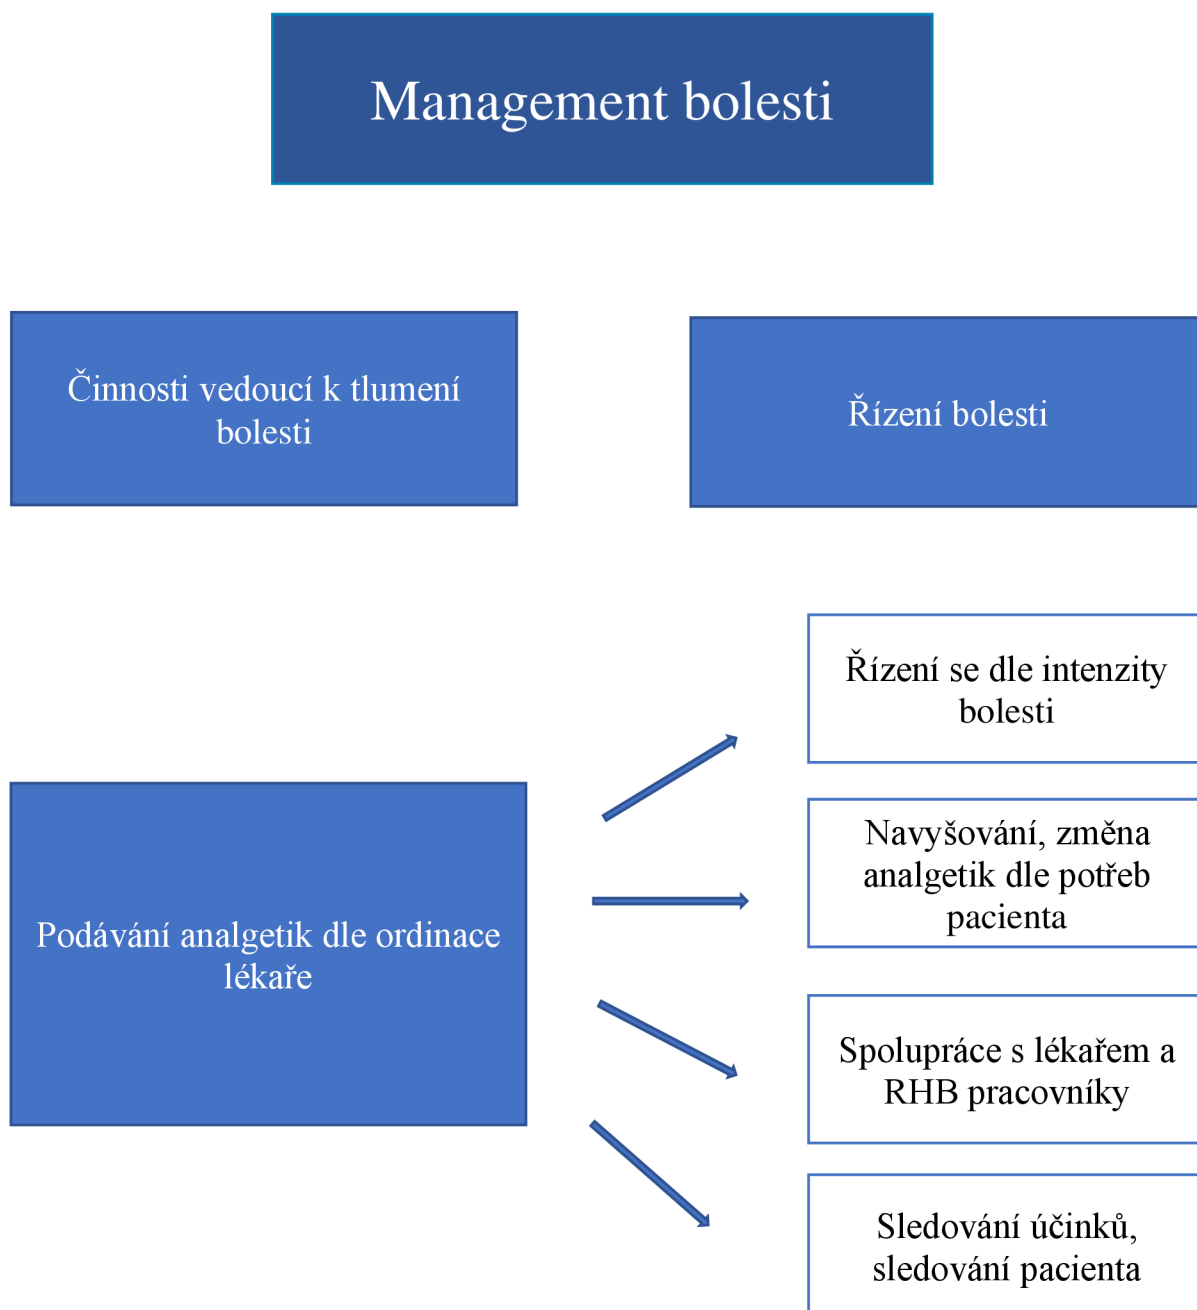 Management bolesti
Činnosti vedoucí k tlumení
bolesti
Řízení bolesti
Podávání analgetik dle ordinace
lékaře
Řízení se dle intenzity
bolesti
Navyšování, změna
analgetik dle potřeb
pacienta
Spolupráce s lékařem a
RHB pracovníky
Sledování účinků,
sledování pacienta